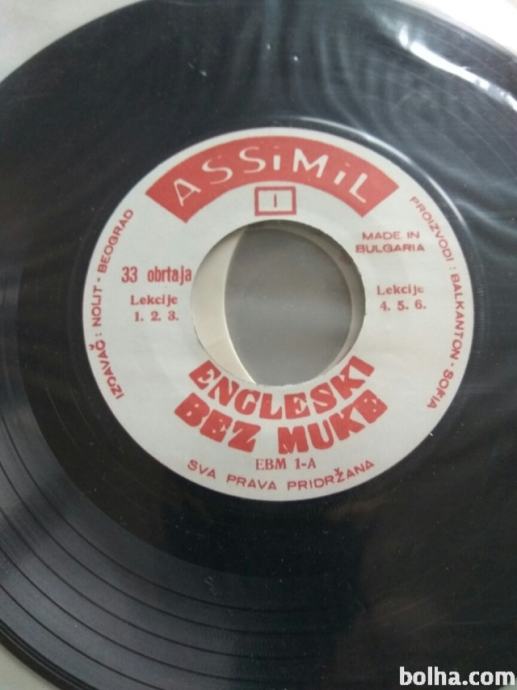 ASSiMiL
1
MADE IN
BULGARIA
33 obrtaja
Lekcije
1. 2. 3.
Lekcije
4. 5. 6.
IZDAVAČ: NOLIT - BEOGRAD
PROIZVODI: BALKANTON - SOFIA
ENGLESKI
BEZ MUKE
EBM 1-A
SVA PRAVA PRIDRŽANA
bolha.com